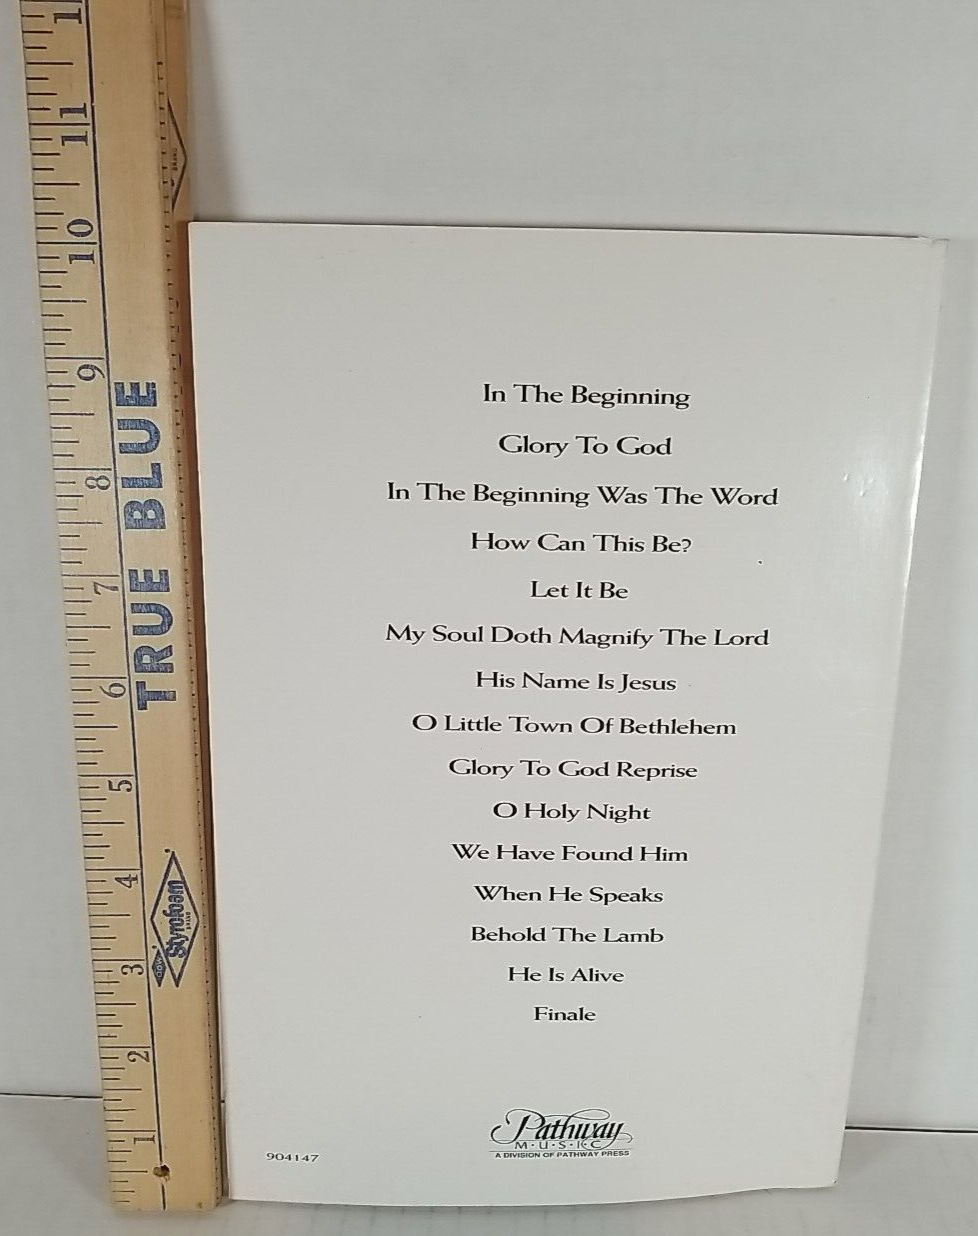 In The Beginning
Glory To God
In The Beginning Was The Word
How Can This Be?
Let It Be
My Soul Doth Magnify The Lord
His Name Is Jesus
O Little Town Of Bethlehem
Glory To God Reprise
O Holy Night
We Have Found Him
When He Speaks
Behold The Lamb
He Is Alive
Finale
Pathway
M·U·S·I·C
A DIVISION OF PATHWAY PRESS
904147
TRUE BLUE
DOW
Styrofoam
BRAND
1
2
3
4
5
6
7
8
9
10
11